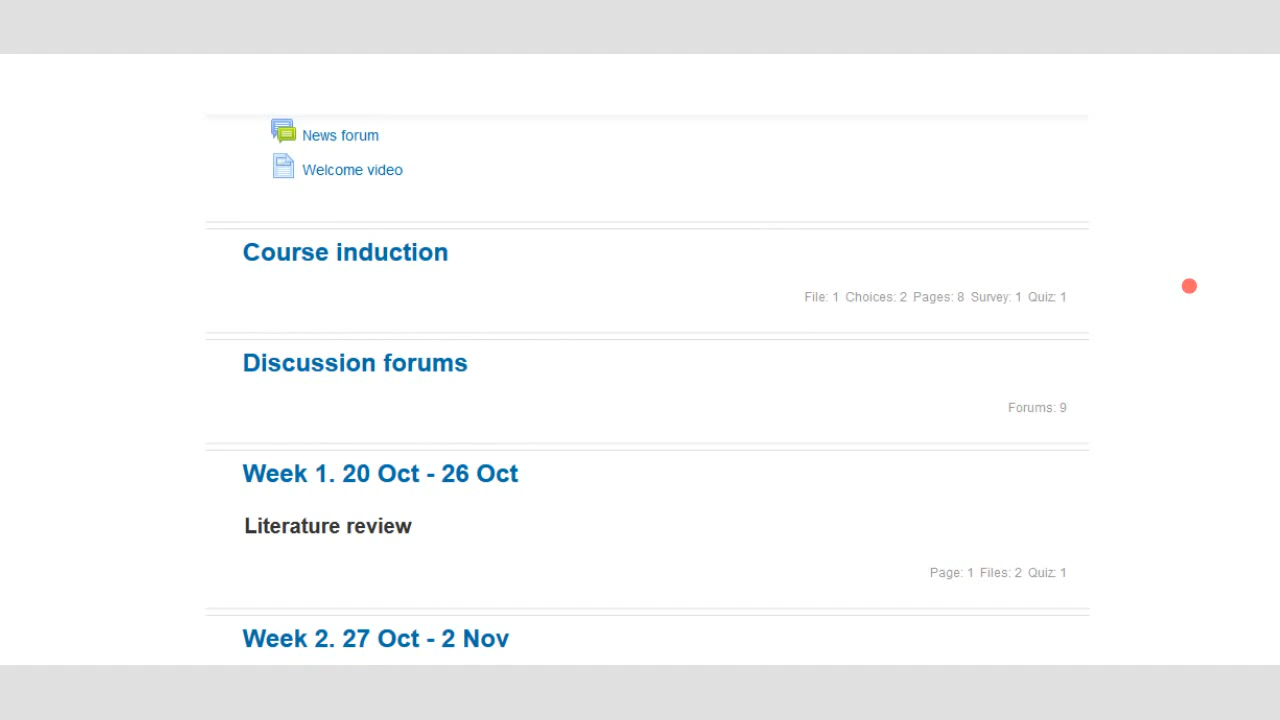 News forum
Welcome video
Course induction
File: 1 Choices: 2 Pages: 8 Survey: 1 Quiz: 1
Discussion forums
Forums: 9
Week 1. 20 Oct - 26 Oct
Literature review
Page: 1 Files: 2 Quiz: 1
Week 2. 27 Oct - 2 Nov